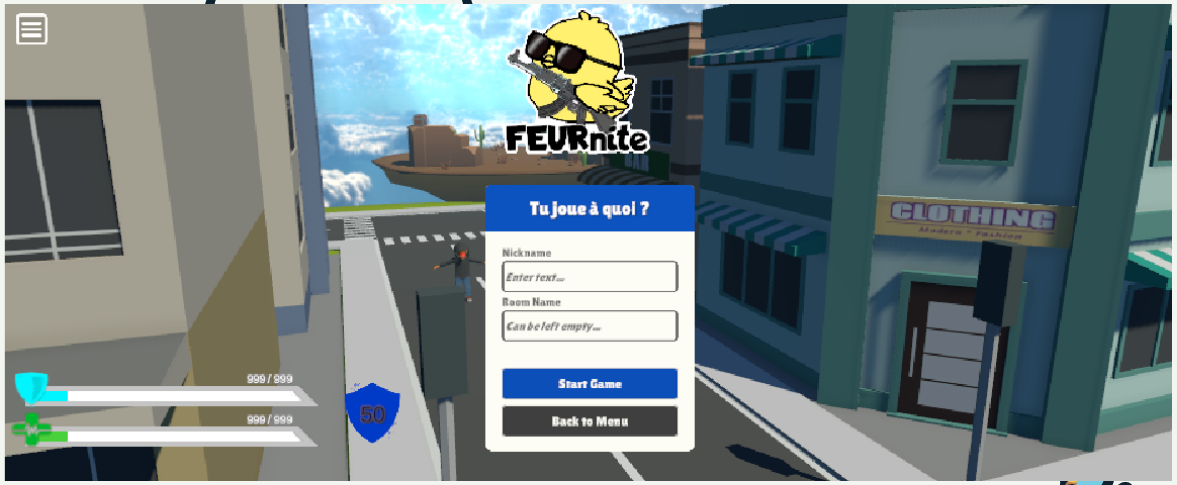 FEURnite
BAR
Tu joue à quoi ?
Nickname
Enter text...
Room Name
Can be left empty...
Start Game
Back to Menu
CLOTHING
Modern * Fashion
999 / 999
999 / 999
50